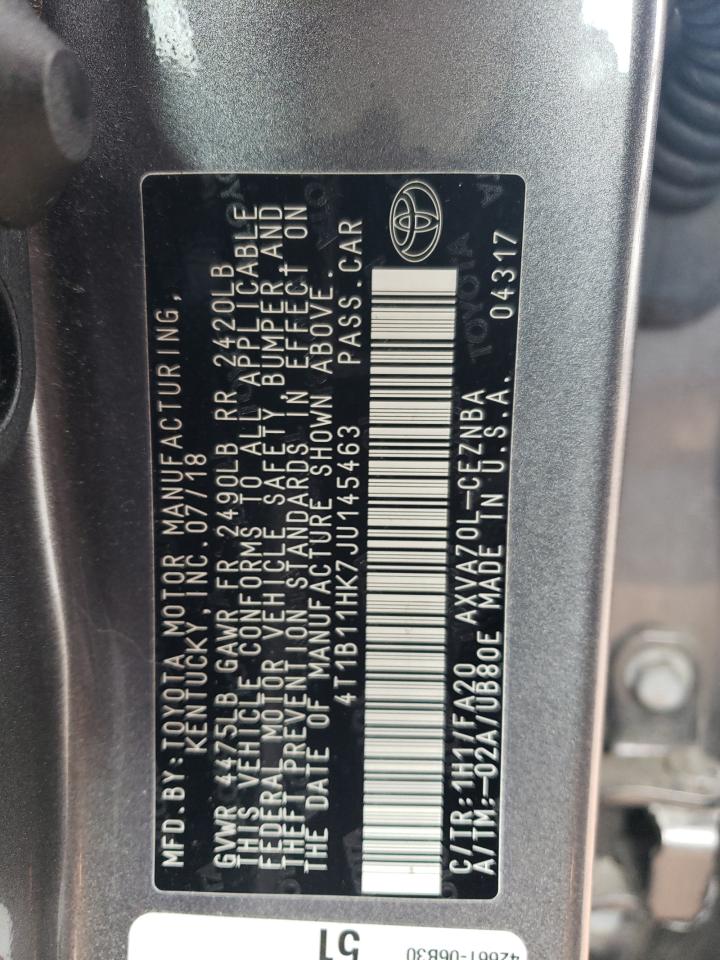 MFD.BY:TOYOTA MOTOR MANUFACTURING,
KENTUCKY, INC. 07/18
GVWR 4475LB GAWR FR 2490LB RR 2420LB
THIS VEHICLE CONFORMS TO ALL APPLICABLE
FEDERAL MOTOR VEHICLE SAFETY, BUMPER, AND
THEFT PREVENTION STANDARDS IN EFFECT ON
THE DATE OF MANUFACTURE SHOWN ABOVE.
4T1B11HK7JU145463 PASS.CAR
C/TR:1H1/FA20 AXVA70L-CEZNBA
A/TM:-02A/UB80E MADE IN U.S.A. 04317
TOYOTA
51
42661-06B30